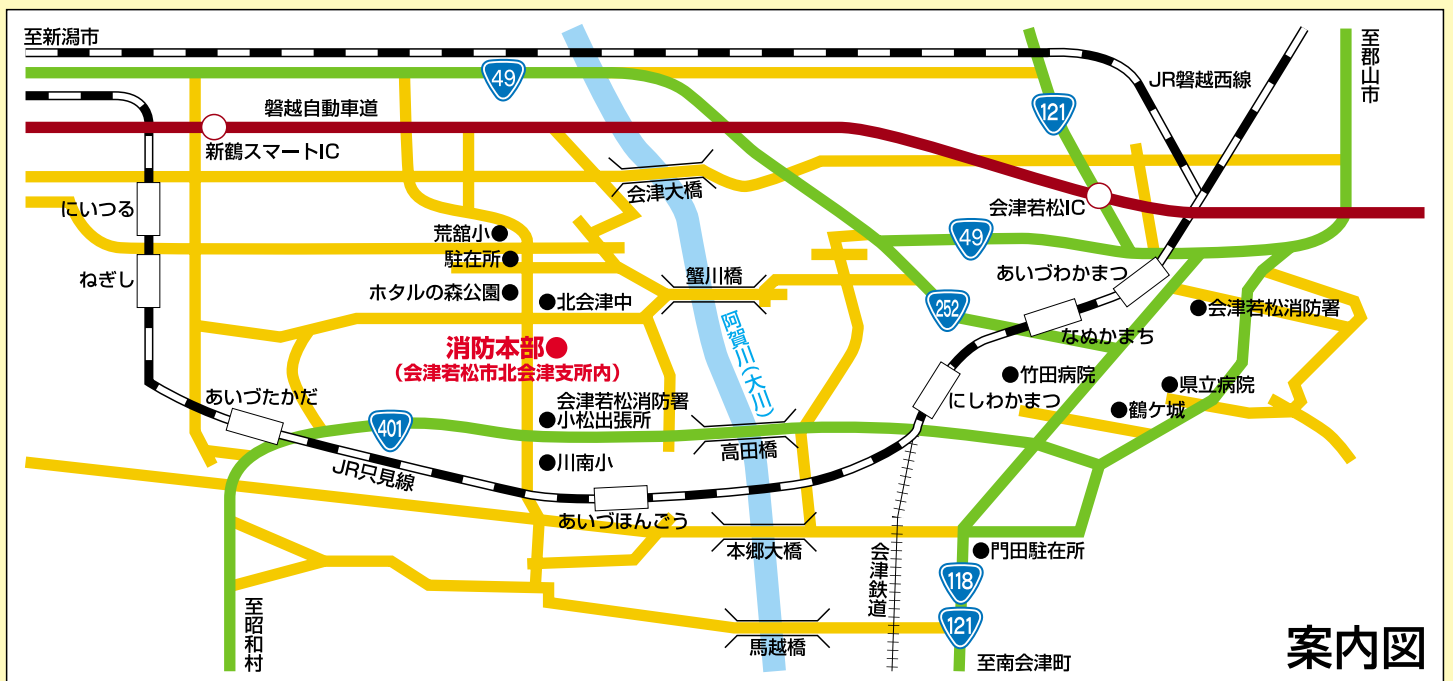 至新潟市
49
磐越自動車道
新鶴スマートIC
121
JR磐越西線
至郡山市
会津大橋
会津若松IC
にいつる
荒舘小
駐在所
49
ねぎし
ホタルの森公園
北会津中
蟹川橋
あいづわかまつ
252
会津若松消防署
なぬかまち
阿賀川(大川)
消防本部
(会津若松市北会津支所内)
竹田病院
県立病院
あいづたかだ
会津若松消防署
小松出張所
にしわかまつ
鶴ケ城
401
高田橋
JR只見線
川南小
あいづほんごう
本郷大橋
会津鉄道
門田駐在所
118
121
至昭和村
馬越橋
至南会津町
案内図